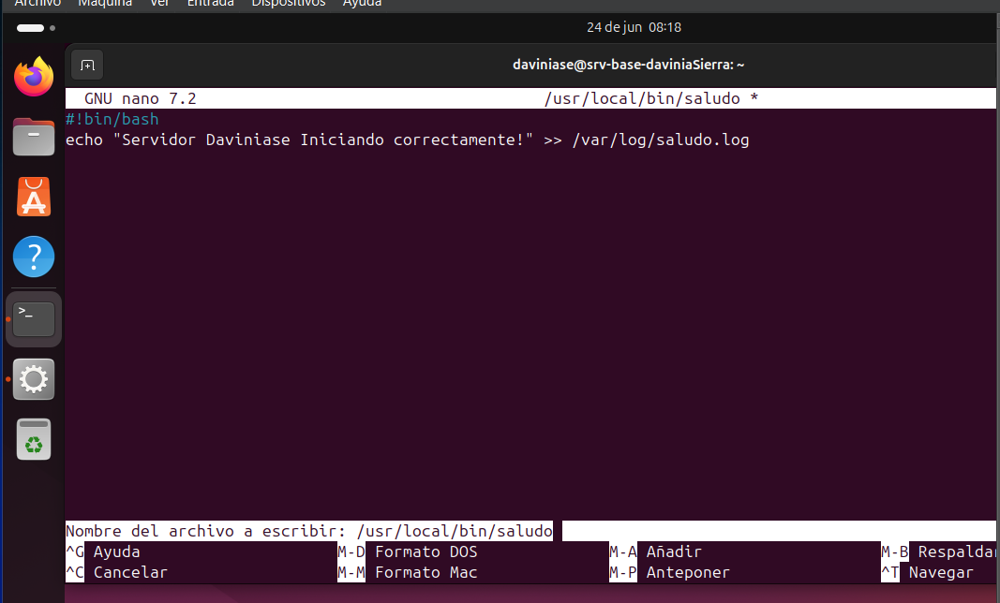 Archivo Máquina Ver Entrada Dispositivos Ayuda
24 de jun 08:18
daviniase@srv-base-daviniaSierra: ~
GNU nano 7.2 /usr/local/bin/saludo *
#!bin/bash
echo "Servidor Daviniase Iniciando correctamente!" >> /var/log/saludo.log
Nombre del archivo a escribir: /usr/local/bin/saludo
^G Ayuda M-D Formato DOS M-A Añadir M-B Respaldar
^C Cancelar M-M Formato Mac M-P Anteponer ^T Navegar